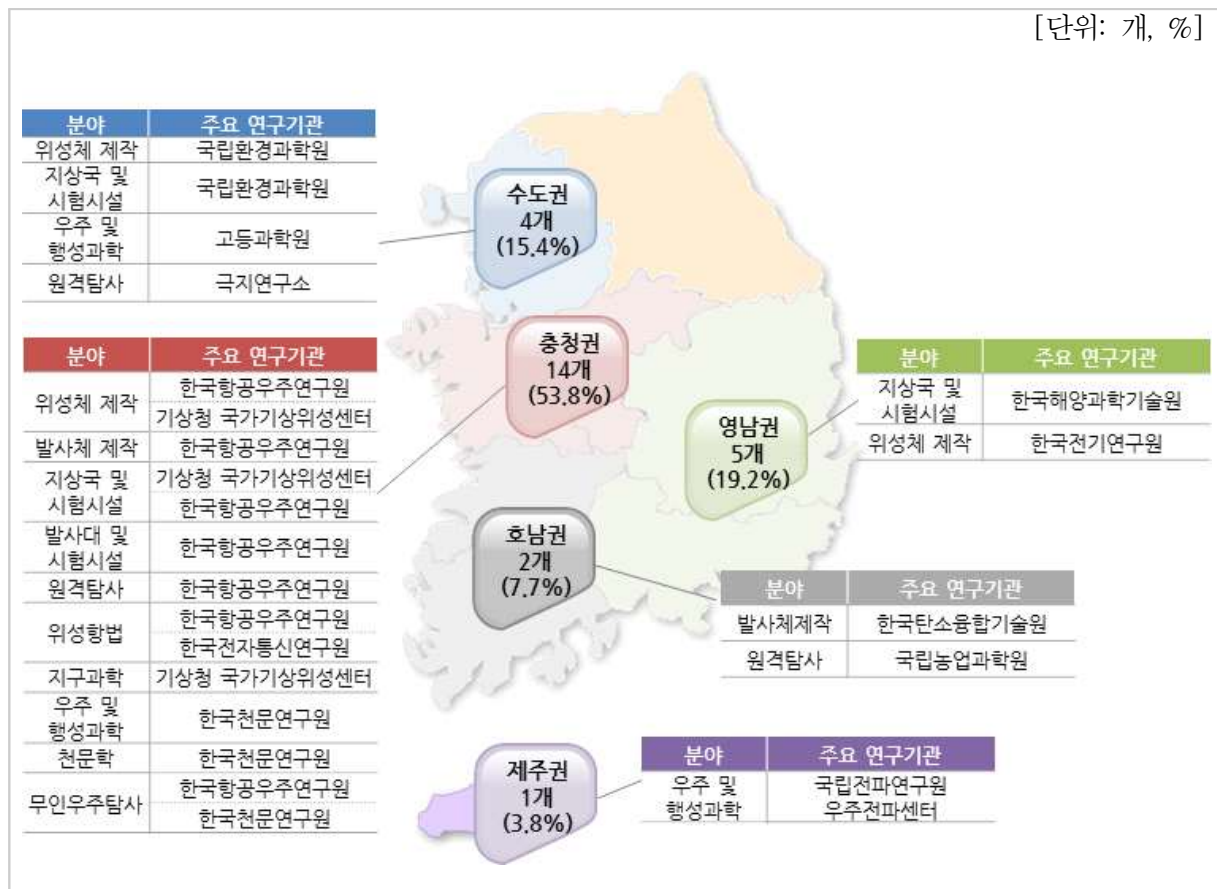 [단위: 개, %]
분야 주요 연구기관
위성체 제작 국립환경과학원
지상국 및
시험시설 국립환경과학원
우주 및
행성과학 고등과학원
원격탐사 극지연구소
수도권
4개
(15.4%)
분야 주요 연구기관
위성체 제작 한국항공우주연구원
기상청 국가기상위성센터
발사체 제작 한국항공우주연구원
지상국 및
시험시설 기상청 국가기상위성센터
한국항공우주연구원
발사대 및
시험시설 한국항공우주연구원
원격탐사 한국항공우주연구원
위성항법 한국항공우주연구원
한국전자통신연구원
지구과학 기상청 국가기상위성센터
우주 및
행성과학 한국천문연구원
천문학 한국천문연구원
무인우주탐사 한국항공우주연구원
한국천문연구원
충청권
14개
(53.8%)
분야 주요 연구기관
지상국 및
시험시설 한국해양과학기술원
위성체 제작 한국전기연구원
영남권
5개
(19.2%)
호남권
2개
(7.7%)
분야 주요 연구기관
발사체제작 한국탄소융합기술원
원격탐사 국립농업과학원
제주권
1개
(3.8%)
분야 주요 연구기관
우주 및 국립전파연구원
행성과학 우주전파센터